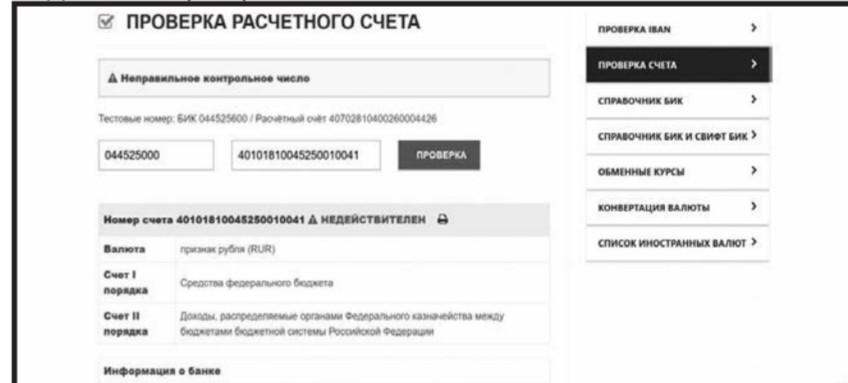 ПРОВЕРКА РАСЧЕТНОГО СЧЕТА
Неправильное контрольное число
Тестовые номер: БИК 044525600 / Расчётный счёт 40702810400260004426
044525000
40101810045250010041
ПРОВЕРКА
Номер счета 40101810045250010041 НЕДЕЙСТВИТЕЛЕН
Валюта признак рубля (RUR)
Счет I порядка Средства федерального бюджета
Счет II порядка Доходы, распределяемые органами Федерального казначейства между
бюджетами бюджетной системы Российской Федерации
Информация о банке
ПРОВЕРКА IBAN
ПРОВЕРКА СЧЕТА
СПРАВОЧНИК БИК
СПРАВОЧНИК БИК И СВИФТ БИК
ОБМЕННЫЕ КУРСЫ
КОНВЕРТАЦИЯ ВАЛЮТЫ
СПИСОК ИНОСТРАННЫХ ВАЛЮТ